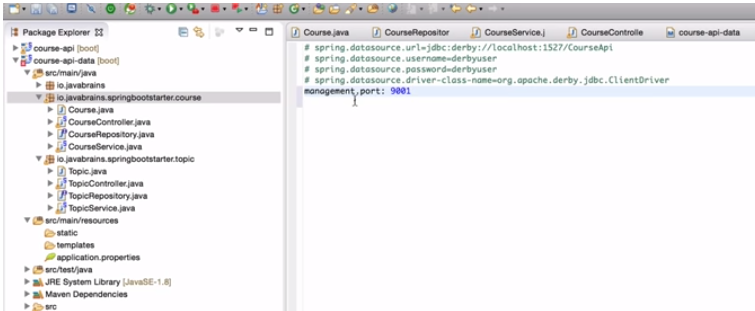 Package Explorer
course-api [boot]
course-api-data [boot]
src/main/java
io.javabrains
io.javabrains.springbootstarter.course
Course.java
CourseController.java
CourseRepository.java
CourseService.java
io.javabrains.springbootstarter.topic
Topic.java
TopicController.java
TopicRepository.java
TopicService.java
src/main/resources
static
templates
application.properties
src/test/java
JRE System Library [JavaSE-1.8]
Maven Dependencies
src
Course.java CourseRepositor CourseService.j CourseControlle course-api-data
# spring.datasource.url=jdbc:derby://localhost:1527/CourseApi
# spring.datasource.username=derbyuser
# spring.datasource.password=derbyuser
# spring.datasource.driver-class-name=org.apache.derby.jdbc.ClientDriver
management.port: 9001